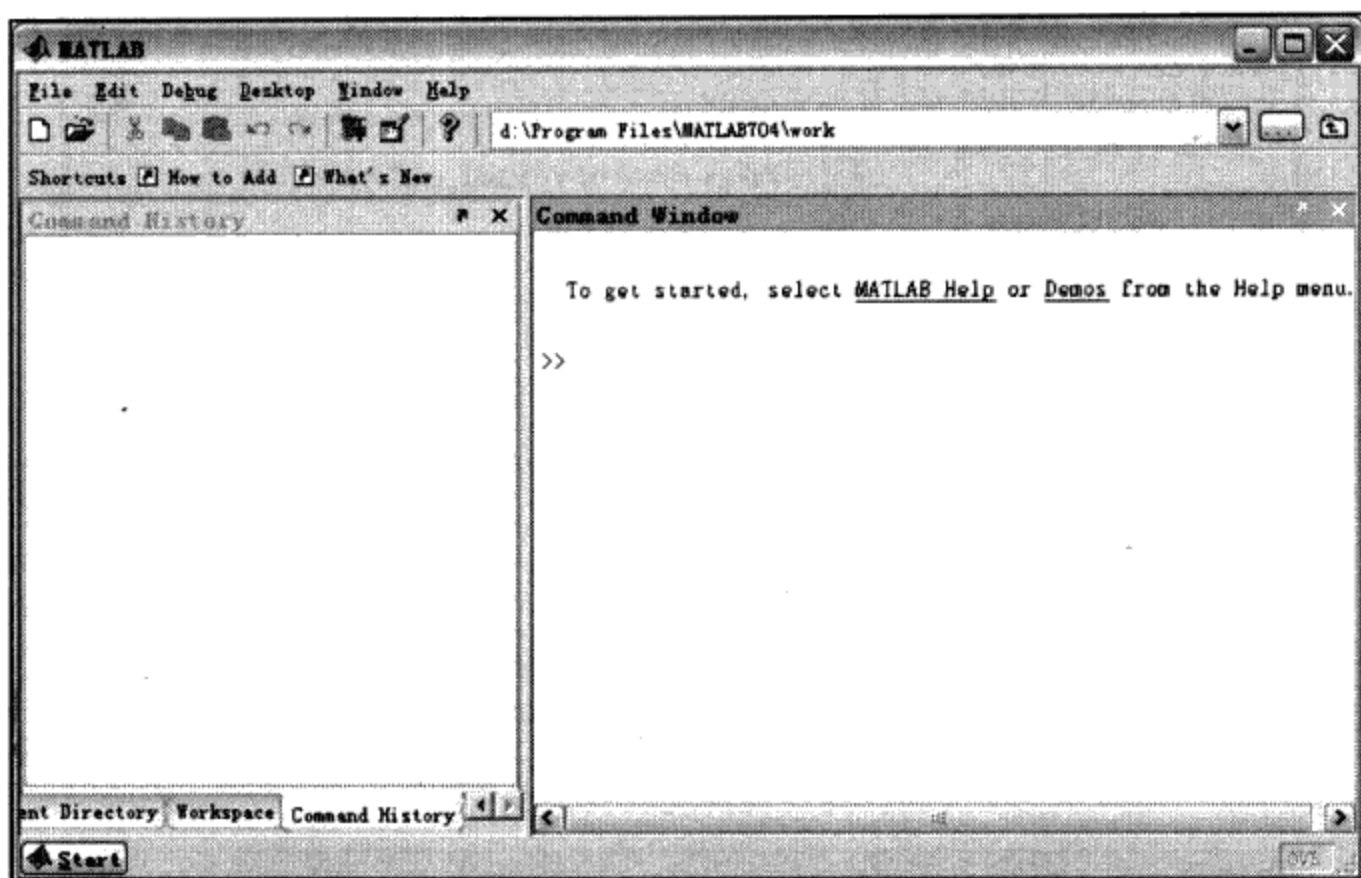 MATLAB
File Edit Debug Desktop Window Help
d:\Program Files\MATLAB704\work
Shortcuts How to Add What's New
Command History
Command Window
To get started, select MATLAB Help or Demos from the Help menu.
>>
ent Directory Workspace Command History
Start
OVR